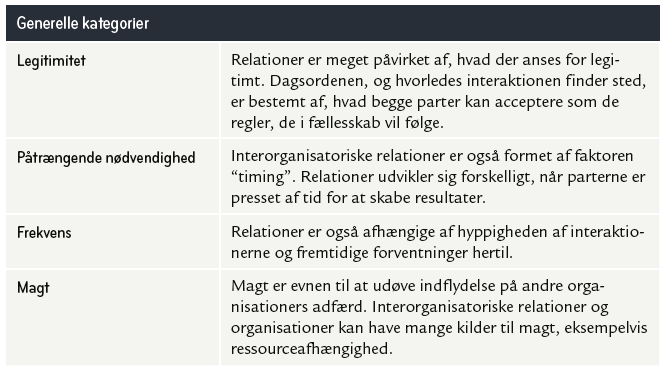 Generelle kategorier
Legitimitet
Relationer er meget påvirket af, hvad der anses for legi-
timt. Dagsordenen, og hvorledes interaktionen finder sted,
er bestemt af, hvad begge parter kan acceptere som de
regler, de i fællesskab vil følge.
Påtrængende nødvendighed
Interorganisatoriske relationer er også formet af faktoren
“timing”. Relationer udvikler sig forskelligt, når parterne er
presset af tid for at skabe resultater.
Frekvens
Relationer er også afhængige af hyppigheden af interaktio-
nerne og fremtidige forventninger hertil.
Magt
Magt er evnen til at udøve indflydelse på andre orga-
nisationers adfærd. Interorganisatoriske relationer og
organisationer kan have mange kilder til magt, eksempelvis
ressourceafhængighed.